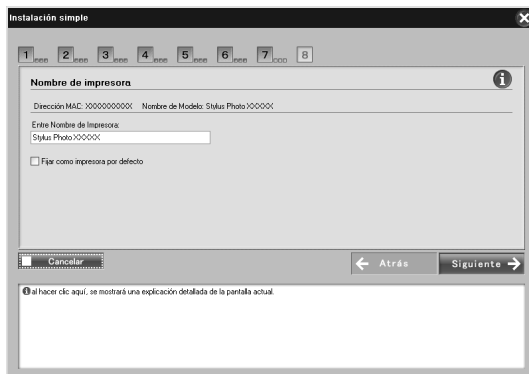 Instalación simple
1 2 3 4 5 6 7 8
Nombre de impresora
Dirección MAC: XXXXXXXXXX Nombre de Modelo: Stylus Photo XXXXX
Entre Nombre de Impresora:
Stylus Photo XXXXX
Fijar como impresora por defecto
Cancelar
Atrás
Siguiente
al hacer clic aquí, se mostrará una explicación detallada de la pantalla actual.